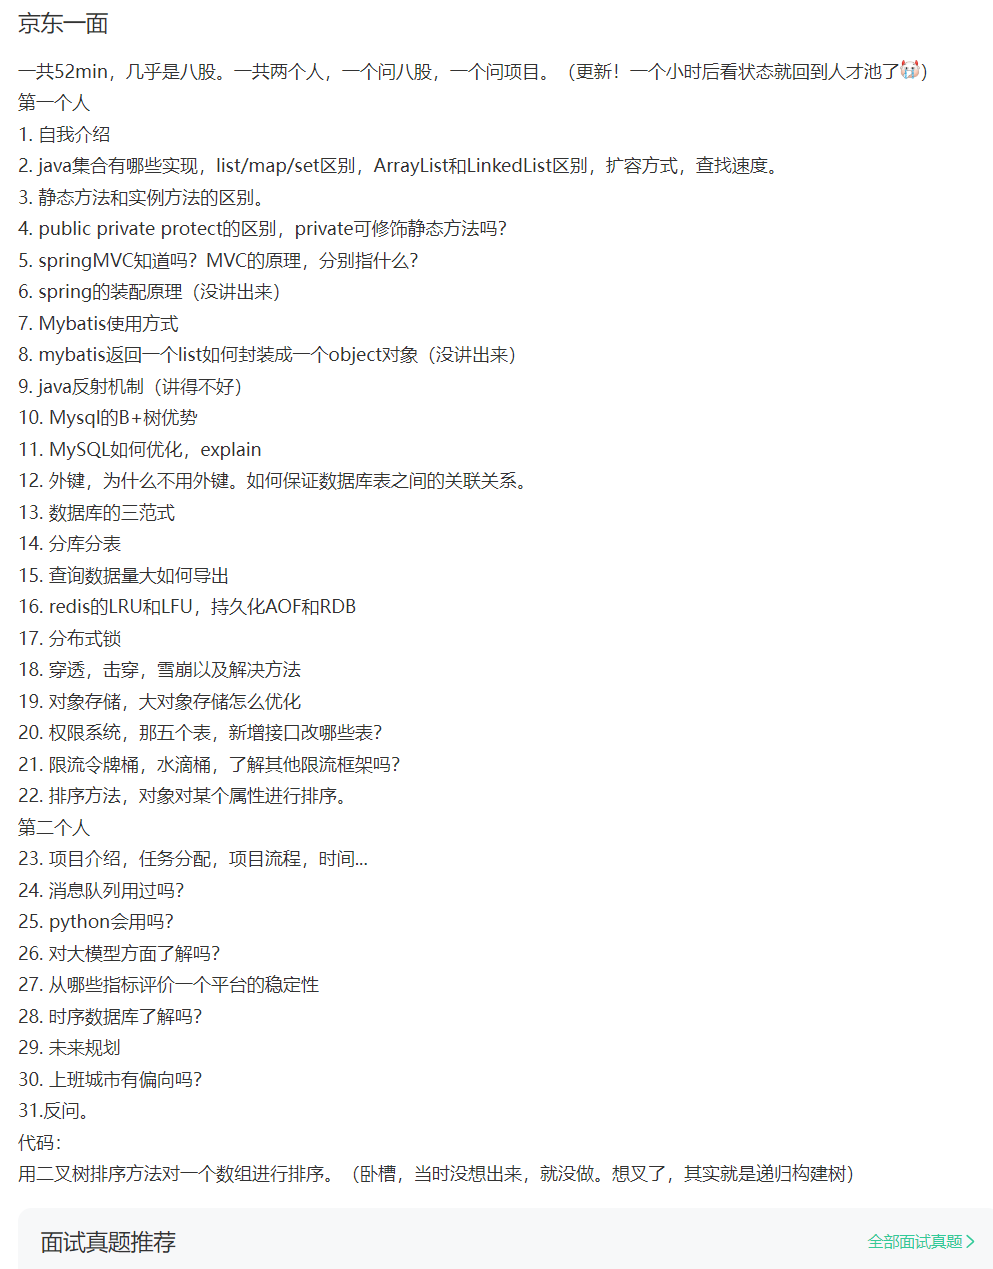 京东一面
一共52min，几乎是八股。一共两个人，一个问八股，一个问项目。（更新！一个小时后看状态就回到人才池了）
第一个人
1. 自我介绍
2. java集合有哪些实现，list/map/set区别，ArrayList和LinkedList区别，扩容方式，查找速度。
3. 静态方法和实例方法的区别。
4. public private protect的区别，private可修饰静态方法吗？
5. springMVC知道吗？MVC的原理，分别指什么？
6. spring的装配原理（没讲出来）
7. Mybatis使用方式
8. mybatis返回一个list如何封装成一个object对象（没讲出来）
9. java反射机制（讲得不好）
10. Mysql的B+树优势
11. MySQL如何优化，explain
12. 外键，为什么不用外键。如何保证数据库表之间的关联关系。
13. 数据库的三范式
14. 分库分表
15. 查询数据量大如何导出
16. redis的LRU和LFU，持久化AOF和RDB
17. 分布式锁
18. 穿透，击穿，雪崩以及解决方法
19. 对象存储，大对象存储怎么优化
20. 权限系统，那五个表，新增接口改哪些表？
21. 限流令牌桶，水滴桶，了解其他限流框架吗？
22. 排序方法，对象对某个属性进行排序。
第二个人
23. 项目介绍，任务分配，项目流程，时间...
24. 消息队列用过吗？
25. python会用吗？
26. 对大模型方面了解吗？
27. 从哪些指标评价一个平台的稳定性
28. 时序数据库了解吗？
29. 未来规划
30. 上班城市有偏向吗？
31.反问。
代码：
用二叉树排序方法对一个数组进行排序。（卧槽，当时没想出来，就没做。想叉了，其实就是递归构建树）
面试真题推荐
全部面试真题